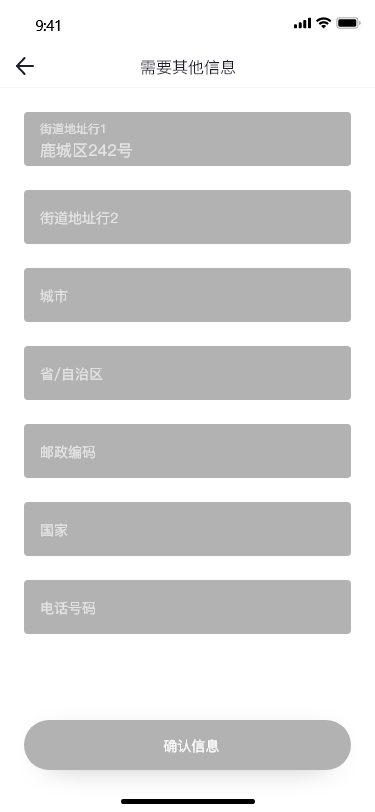 9:41
需要其他信息
街道地址行1
鹿城区242号
街道地址行2
城市
省/自治区
邮政编码
国家
电话号码
确认信息